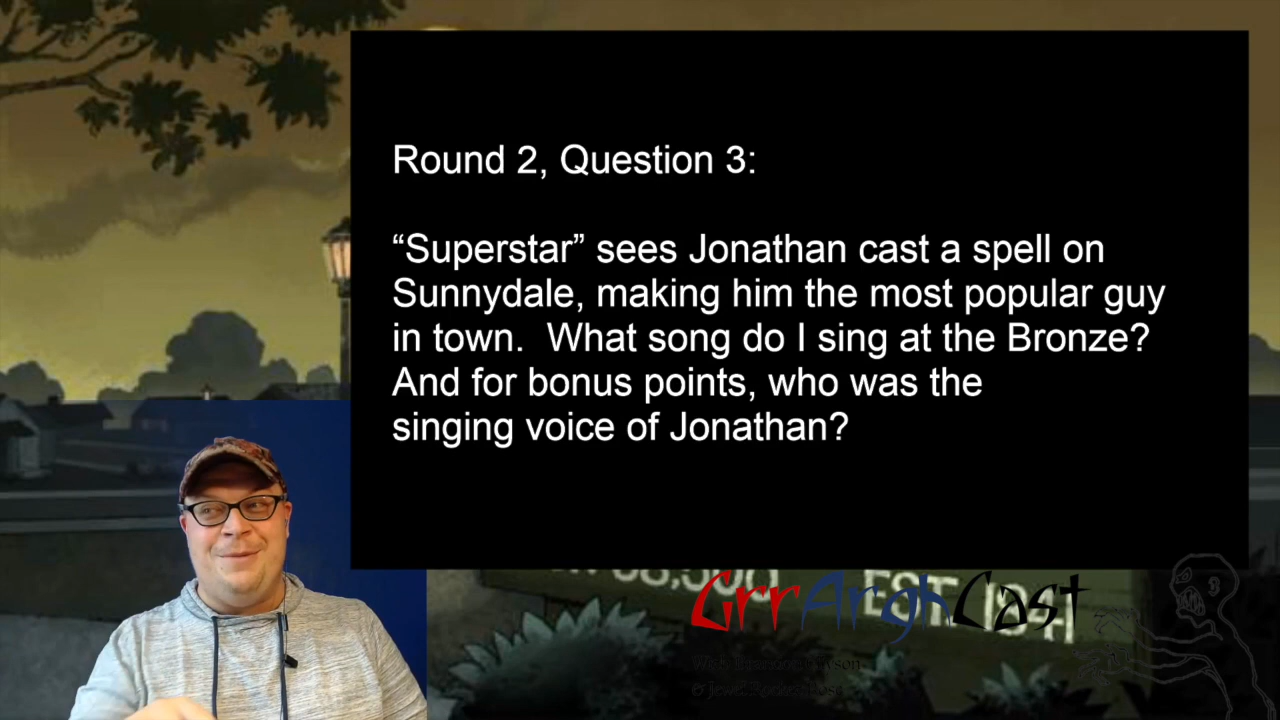 Round 2, Question 3:
“Superstar” sees Jonathan cast a spell on
Sunnydale, making him the most popular guy
in town.  What song do I sing at the Bronze?
And for bonus points, who was the
singing voice of Jonathan?
GrrArghCast